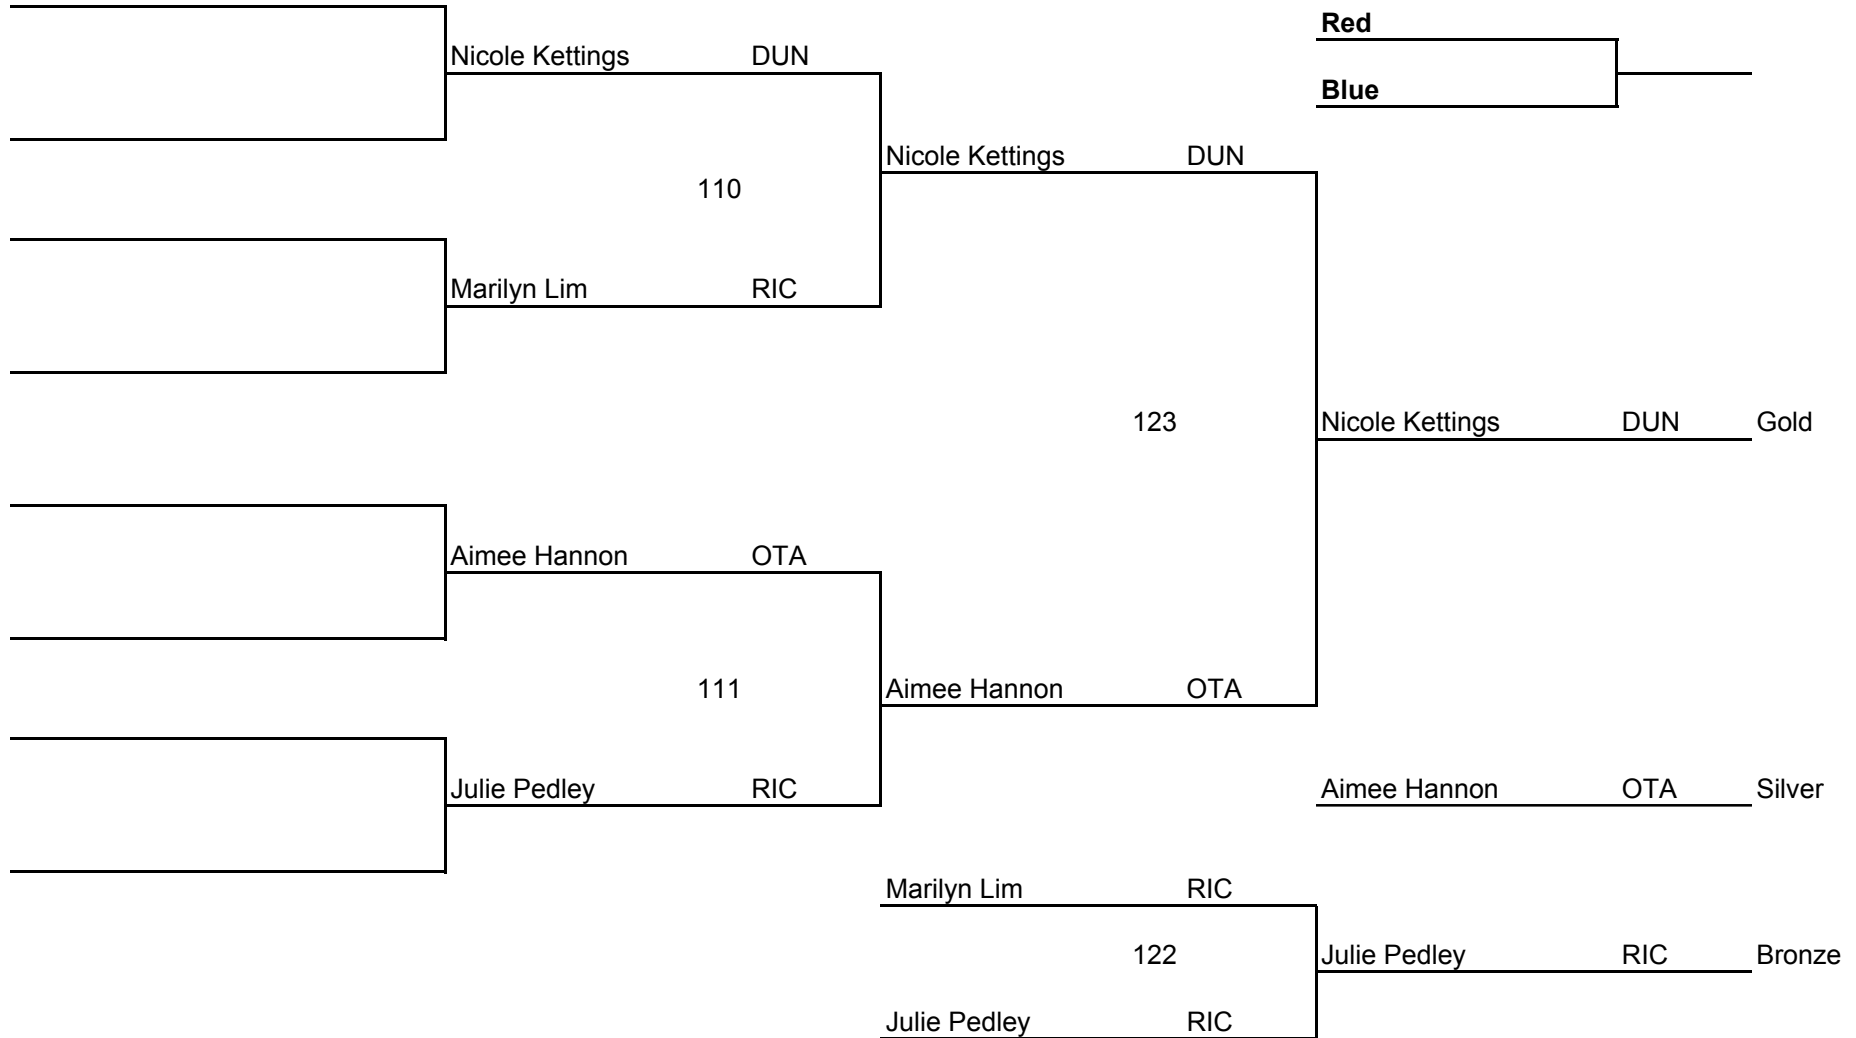 Red
Nicole Kettings DUN
Blue
Nicole Kettings DUN
110
Marilyn Lim RIC
123
Nicole Kettings DUN Gold
Aimee Hannon OTA
111
Aimee Hannon OTA
Julie Pedley RIC
Aimee Hannon OTA Silver
Marilyn Lim RIC
122
Julie Pedley RIC Bronze
Julie Pedley RIC